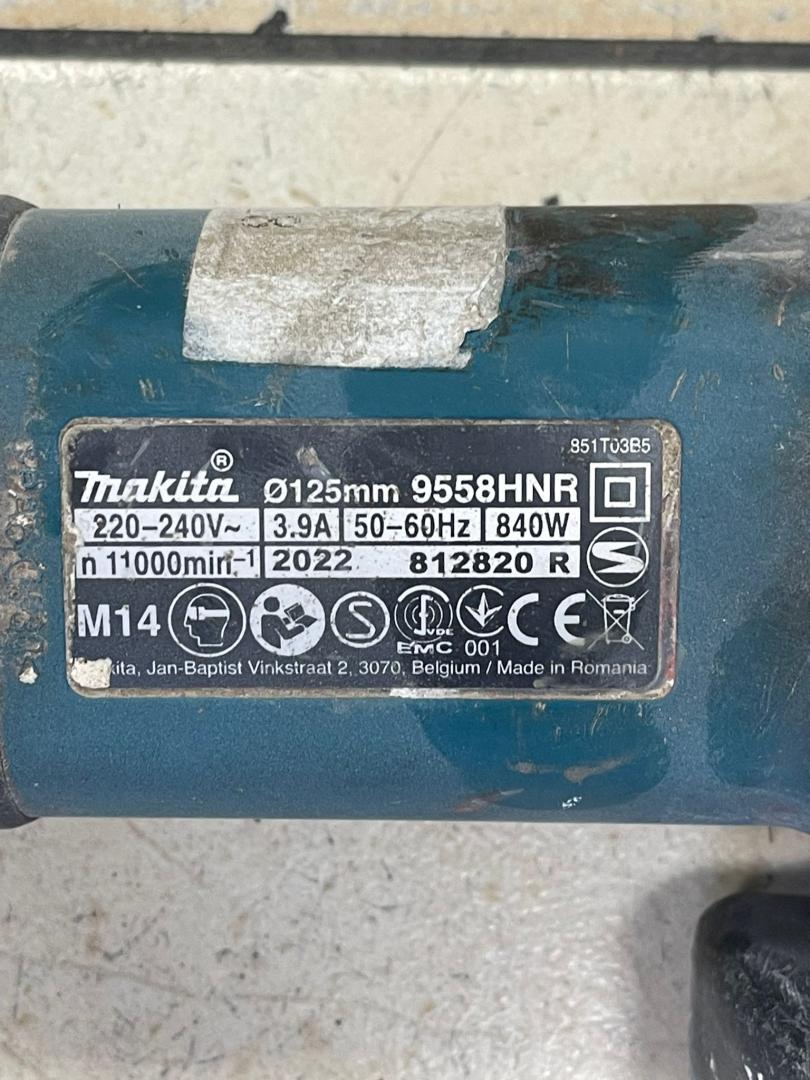 851T03B5
Makita® Ø125mm 9558HNR
220-240V~ 3.9A 50-60Hz 840W
n 11000min-1 2022 812820 R
M14 S VDE CE
EMC 001
Jan-Baptist Vinkstraat 2, 3070, Belgium / Made in Romania